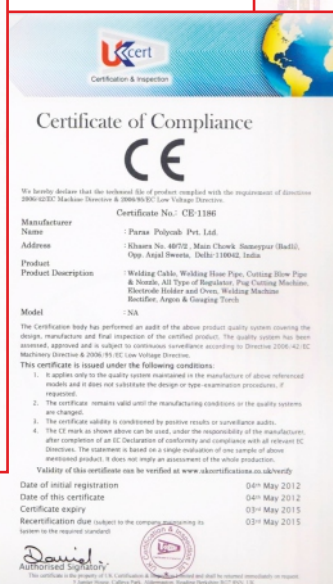 UKcert
Certification & Inspection
Certificate of Compliance
CE
We hereby declare that the technical file of product complied with the requirement of directives
2006/42/EC Machine Directive & 2006/95/EC Low Voltage Directive.
Certificate No.: CE-1186
Manufacturer
Name : Paras Polycab Pvt. Ltd.
Address : Khasra No. 40/7/2 , Main Chowk Sameypur (Badli),
Opp. Anjal Sweets, Delhi-110042, India
Product
Product Description : Welding Cable, Welding Hose Pipe, Cutting Blow Pipe
& Nozzle, All Type of Regulator, Pug Cutting Machine,
Electrode Holder and Oven, Welding Machine
Rectifier, Argon & Gauging Torch
Model : NA
The Certification body has performed an audit of the above product quality system covering the
design, manufacture and final inspection of the certified product. The quality system has been
assessed, approved and is subject to continuous surveillance according to Directive 2006/42/EC
Machinery Directive & 2006/95/EC Low Voltage Directive.
This certificate is issued under the following conditions:
1. It applies only to the quality system maintained in the manufacture of above referenced
models and it does not substitute the design or type-examination procedures, if
requested.
2. The certificate remains valid until the manufacturing conditions or the quality systems
are changed.
3. The certificate validity is conditioned by positive results or surveillance audits.
4. The CE mark as shown above can be used, under the responsibility of the manufacturer,
after completion of an EC Declaration of conformity and compliance with all relevant EC
Directives. The statement is based on a single evaluation of one sample of above
mentioned product. It does not imply an assessment of the whole production.
Validity of this certificate can be verified at www.ukcertifications.co.uk/verify
Date of initial registration 04th May 2012
Date of this certificate 04th May 2012
Certificate expiry 03rd May 2015
Recertification due (subject to the company maintaining its 03rd May 2015
system to the required standard)
David
Authorised Signatory